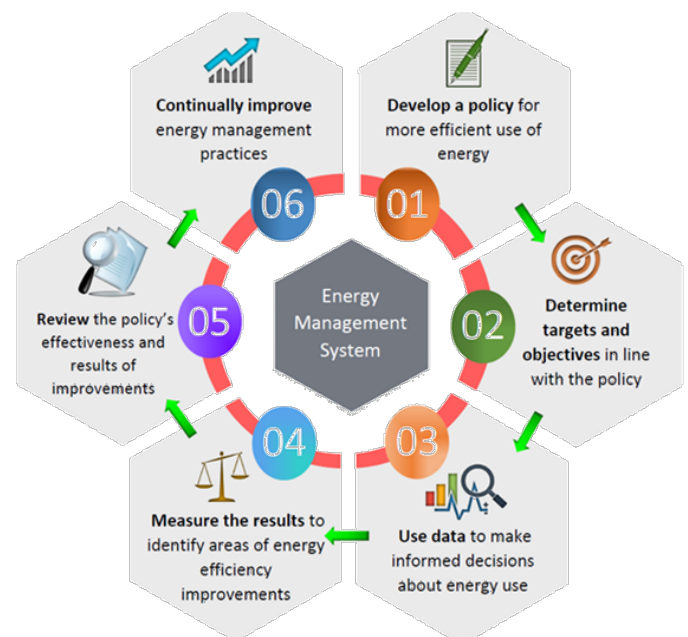 01
Develop a policy for
more efficient use of
energy
02
Determine
targets and
objectives in line
with the policy
03
Use data to make
informed decisions
about energy use
04
Measure the results to
identify areas of energy
efficiency
improvements
05
Review the policy’s
effectiveness and
results of
improvements
06
Continually improve
energy management
practices
Energy
Management
System